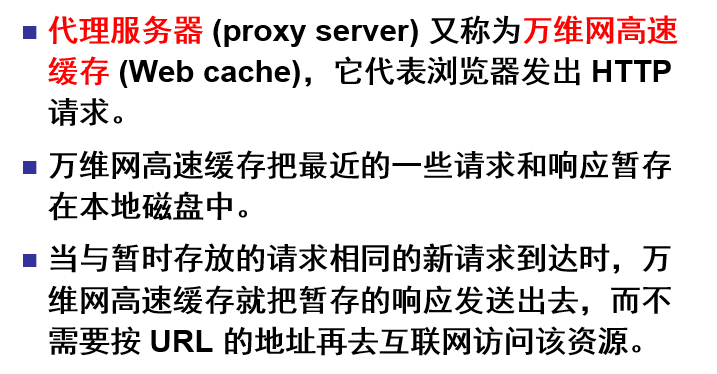 代理服务器 (proxy server) 又称为万维网高速
缓存 (Web cache)，它代表浏览器发出 HTTP
请求。
万维网高速缓存把最近的一些请求和响应暂存
在本地磁盘中。
当与暂时存放的请求相同的新请求到达时，万
维网高速缓存就把暂存的响应发送出去，而不
需要按 URL 的地址再去互联网访问该资源。